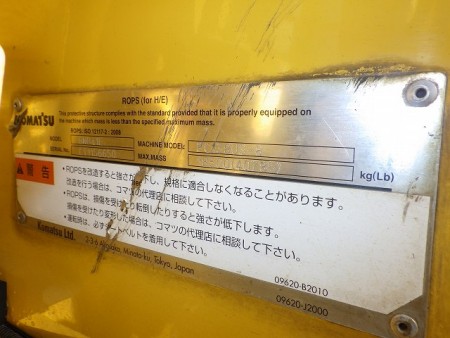 KOMATSU
ROPS (for H/E)
This protective structure complies with the standard provided that it is properly equipped on
the machine which mass is less than the specified maximum mass.
ROPS: ISO 12117-2 : 2008
MODEL
MACHINE MODEL
SERIAL No.
MAX.MASS
kg(Lb)
警 告
• ROPSを改造すると強さが低下し、規格に適合しなくなることがあります。
改造を行う場合は、コマツの代理店に相談して下さい。
• ROPSは、損傷を受けたり転倒したりすると強さが低下します。
損傷を受けたり変形した場合は、コマツの代理店に相談して下さい。
• 運転時は、必ずシートベルトを着用して下さい。
Komatsu Ltd.
2-3-6 Akasaka, Minato-ku, Tokyo, Japan
09620-B2010
09620-J2000